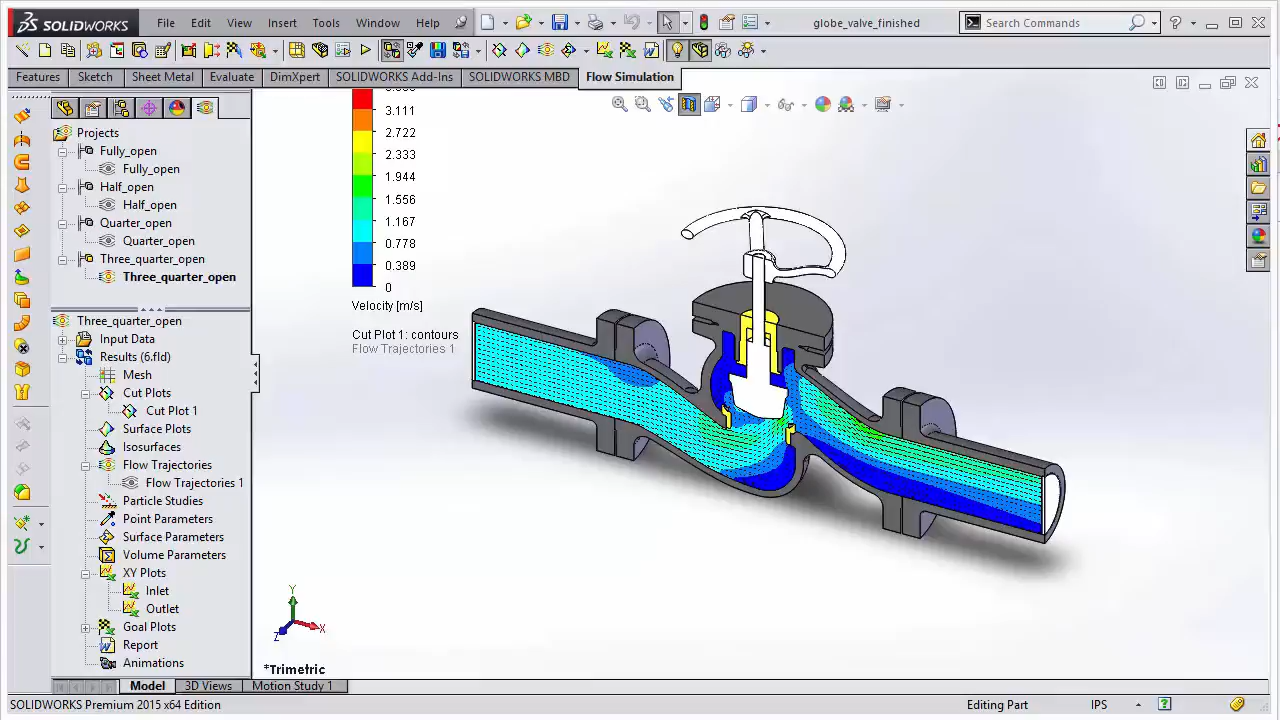 SOLIDWORKS File Edit View Insert Tools Window Help glove_valve_finished Search Commands
Features Sketch Sheet Metal Evaluate DimXpert SOLIDWORKS Add-Ins SOLIDWORKS MBD Flow Simulation
Projects
Fully_open
Fully_open
Half_open
Half_open
Quarter_open
Quarter_open
Three_quarter_open
Three_quarter_open
Three_quarter_open
Input Data
Results (6.fld)
Mesh
Cut Plots
Cut Plot 1
Surface Plots
Isosurfaces
Flow Trajectories
Flow Trajectories 1
Particle Studies
Point Parameters
Surface Parameters
Volume Parameters
XY Plots
Inlet
Outlet
Goal Plots
Report
Animations
3.111
2.722
2.333
1.944
1.556
1.167
0.778
0.389
0
Velocity [m/s]
Cut Plot 1: contours
Flow Trajectories 1
Y
X
Z
*Trimetric
Model 3D Views Motion Study 1
SOLIDWORKS Premium 2015 x64 Edition Editing Part IPS